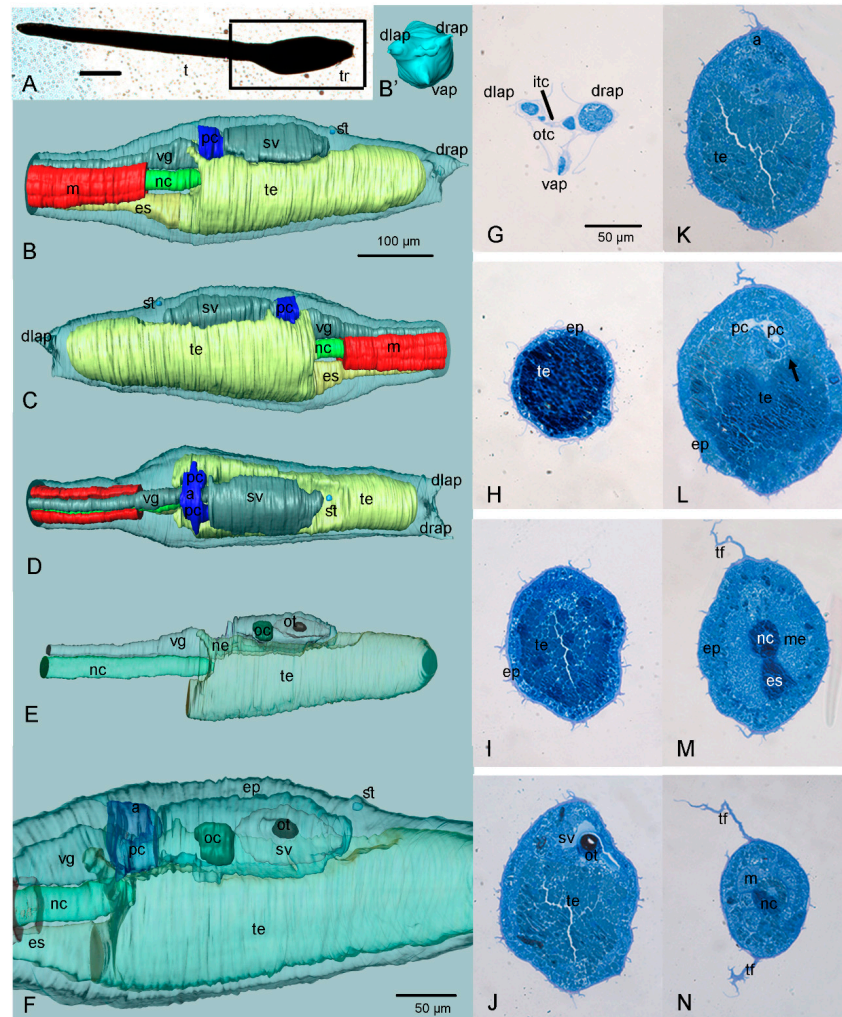 A
t
tr
dlap
drap
B'
vap
pc
sv
st
drap
vg
m
nc
te
es
B
100 µm
st
sv
pc
dlap
vg
te
nc
m
es
C
pc
dlap
vg
a
sv
te
pc
st
drap
D
vg
ne
oc
ot
nc
te
E
ep
st
a
ot
oc
pc
sv
vg
nc
te
es
F
50 µm
itc
drap
dlap
otc
vap
G
50 µm
ep
te
H
te
ep
I
sv
ot
te
J
a
te
K
pc
pc
te
ep
L
tf
nc
me
ep
es
M
tf
m
nc
tf
N